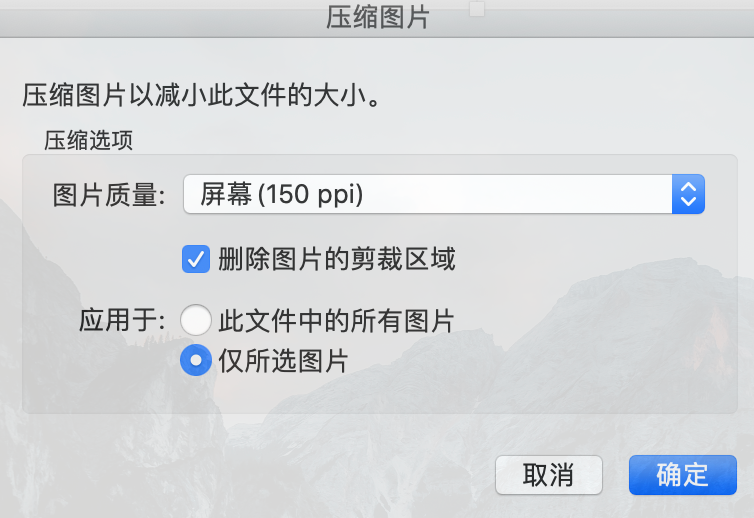 压缩图片
压缩图片以减小此文件的大小。
压缩选项
图片质量: 屏幕 (150 ppi)
删除图片的剪裁区域
应用于: 此文件中的所有图片
仅所选图片
取消 确定